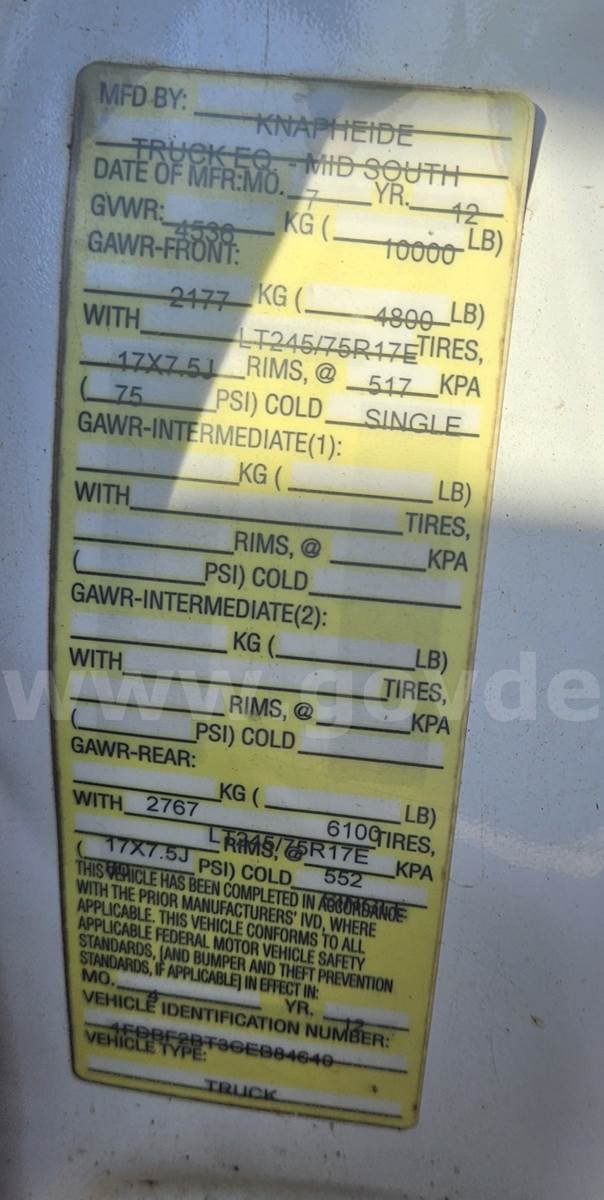 MFD BY:
KNAPHEIDE
TRUCK EQ. - MID SOUTH
DATE OF MFR:MO. 7 YR. 12
GVWR: 4536 KG ( 10000 LB)
GAWR-FRONT:
2177 KG ( 4800 LB)
WITH LT245/75R17E TIRES,
17X7.5J RIMS, @ 517 KPA
( 75 PSI) COLD SINGLE
GAWR-INTERMEDIATE(1):
KG ( LB)
WITH TIRES,
RIMS, @ KPA
( PSI) COLD
GAWR-INTERMEDIATE(2):
KG ( LB)
WITH TIRES,
RIMS, @ KPA
( PSI) COLD
GAWR-REAR:
KG ( LB)
WITH 2767 6100 TIRES,
LT245/75R17E RIMS, @ KPA
( 17X7.5J PSI) COLD 552
THIS VEHICLE HAS BEEN COMPLETED IN ACCORDANCE
WITH THE PRIOR MANUFACTURERS' IVD, WHERE
APPLICABLE. THIS VEHICLE CONFORMS TO ALL
APPLICABLE FEDERAL MOTOR VEHICLE SAFETY
STANDARDS, [AND BUMPER AND THEFT PREVENTION
STANDARDS, IF APPLICABLE] IN EFFECT IN:
MO. 4 YR. 12
VEHICLE IDENTIFICATION NUMBER:
1FDBF2BT3CEB84640
VEHICLE TYPE:
TRUCK
www.govde